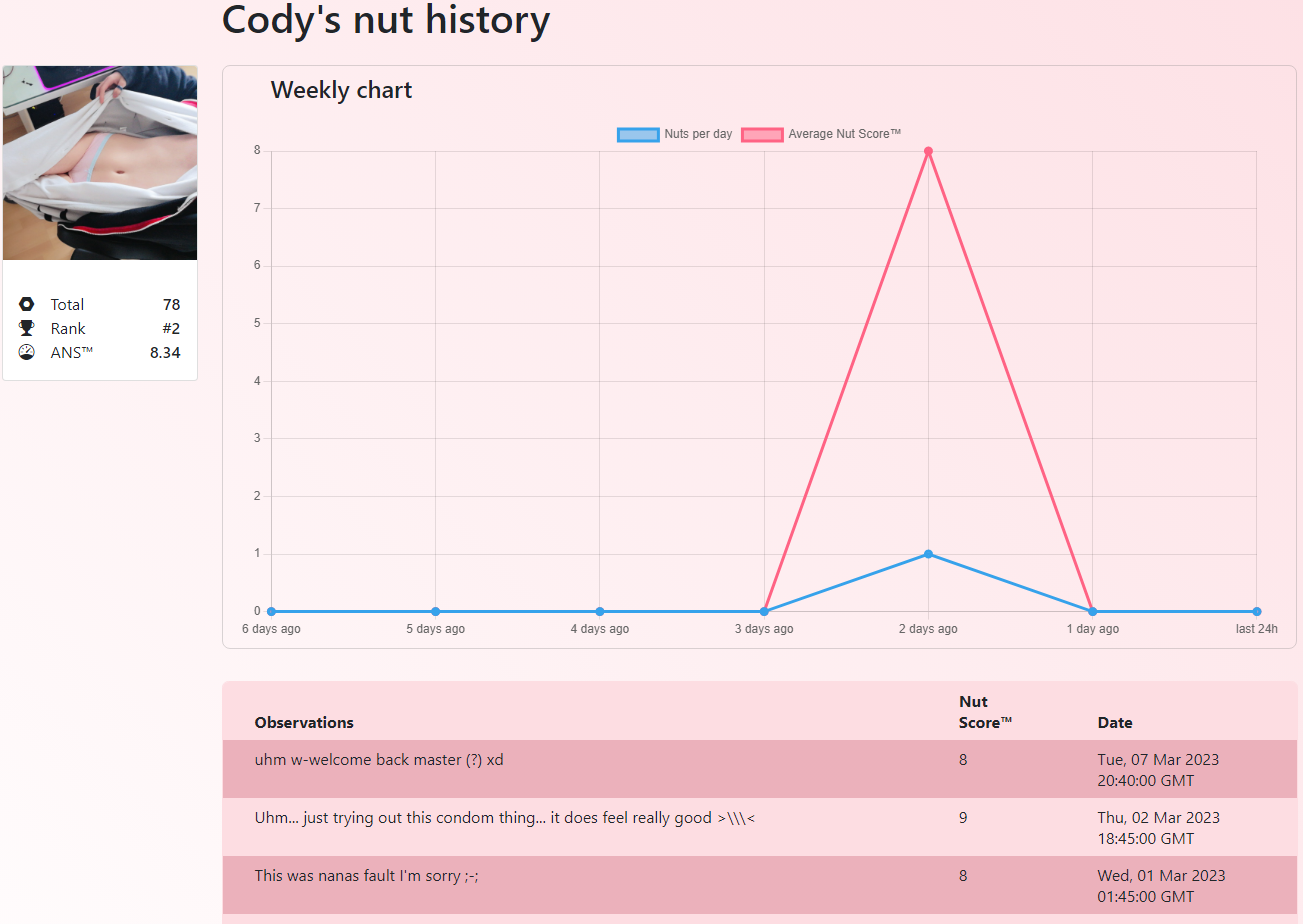 Cody's nut history
Total 78
Rank #2
ANS™ 8.34
Weekly chart
Nuts per day Average Nut Score™
8
7
6
5
4
3
2
1
0
6 days ago 5 days ago 4 days ago 3 days ago 2 days ago 1 day ago last 24h
Observations Nut Score™ Date
uhm w-welcome back master (?) xd 8 Tue, 07 Mar 2023
20:40:00 GMT
Uhm... just trying out this condom thing... it does feel really good >\\\< 9 Thu, 02 Mar 2023
18:45:00 GMT
This was nanas fault I'm sorry ;-; 8 Wed, 01 Mar 2023
01:45:00 GMT